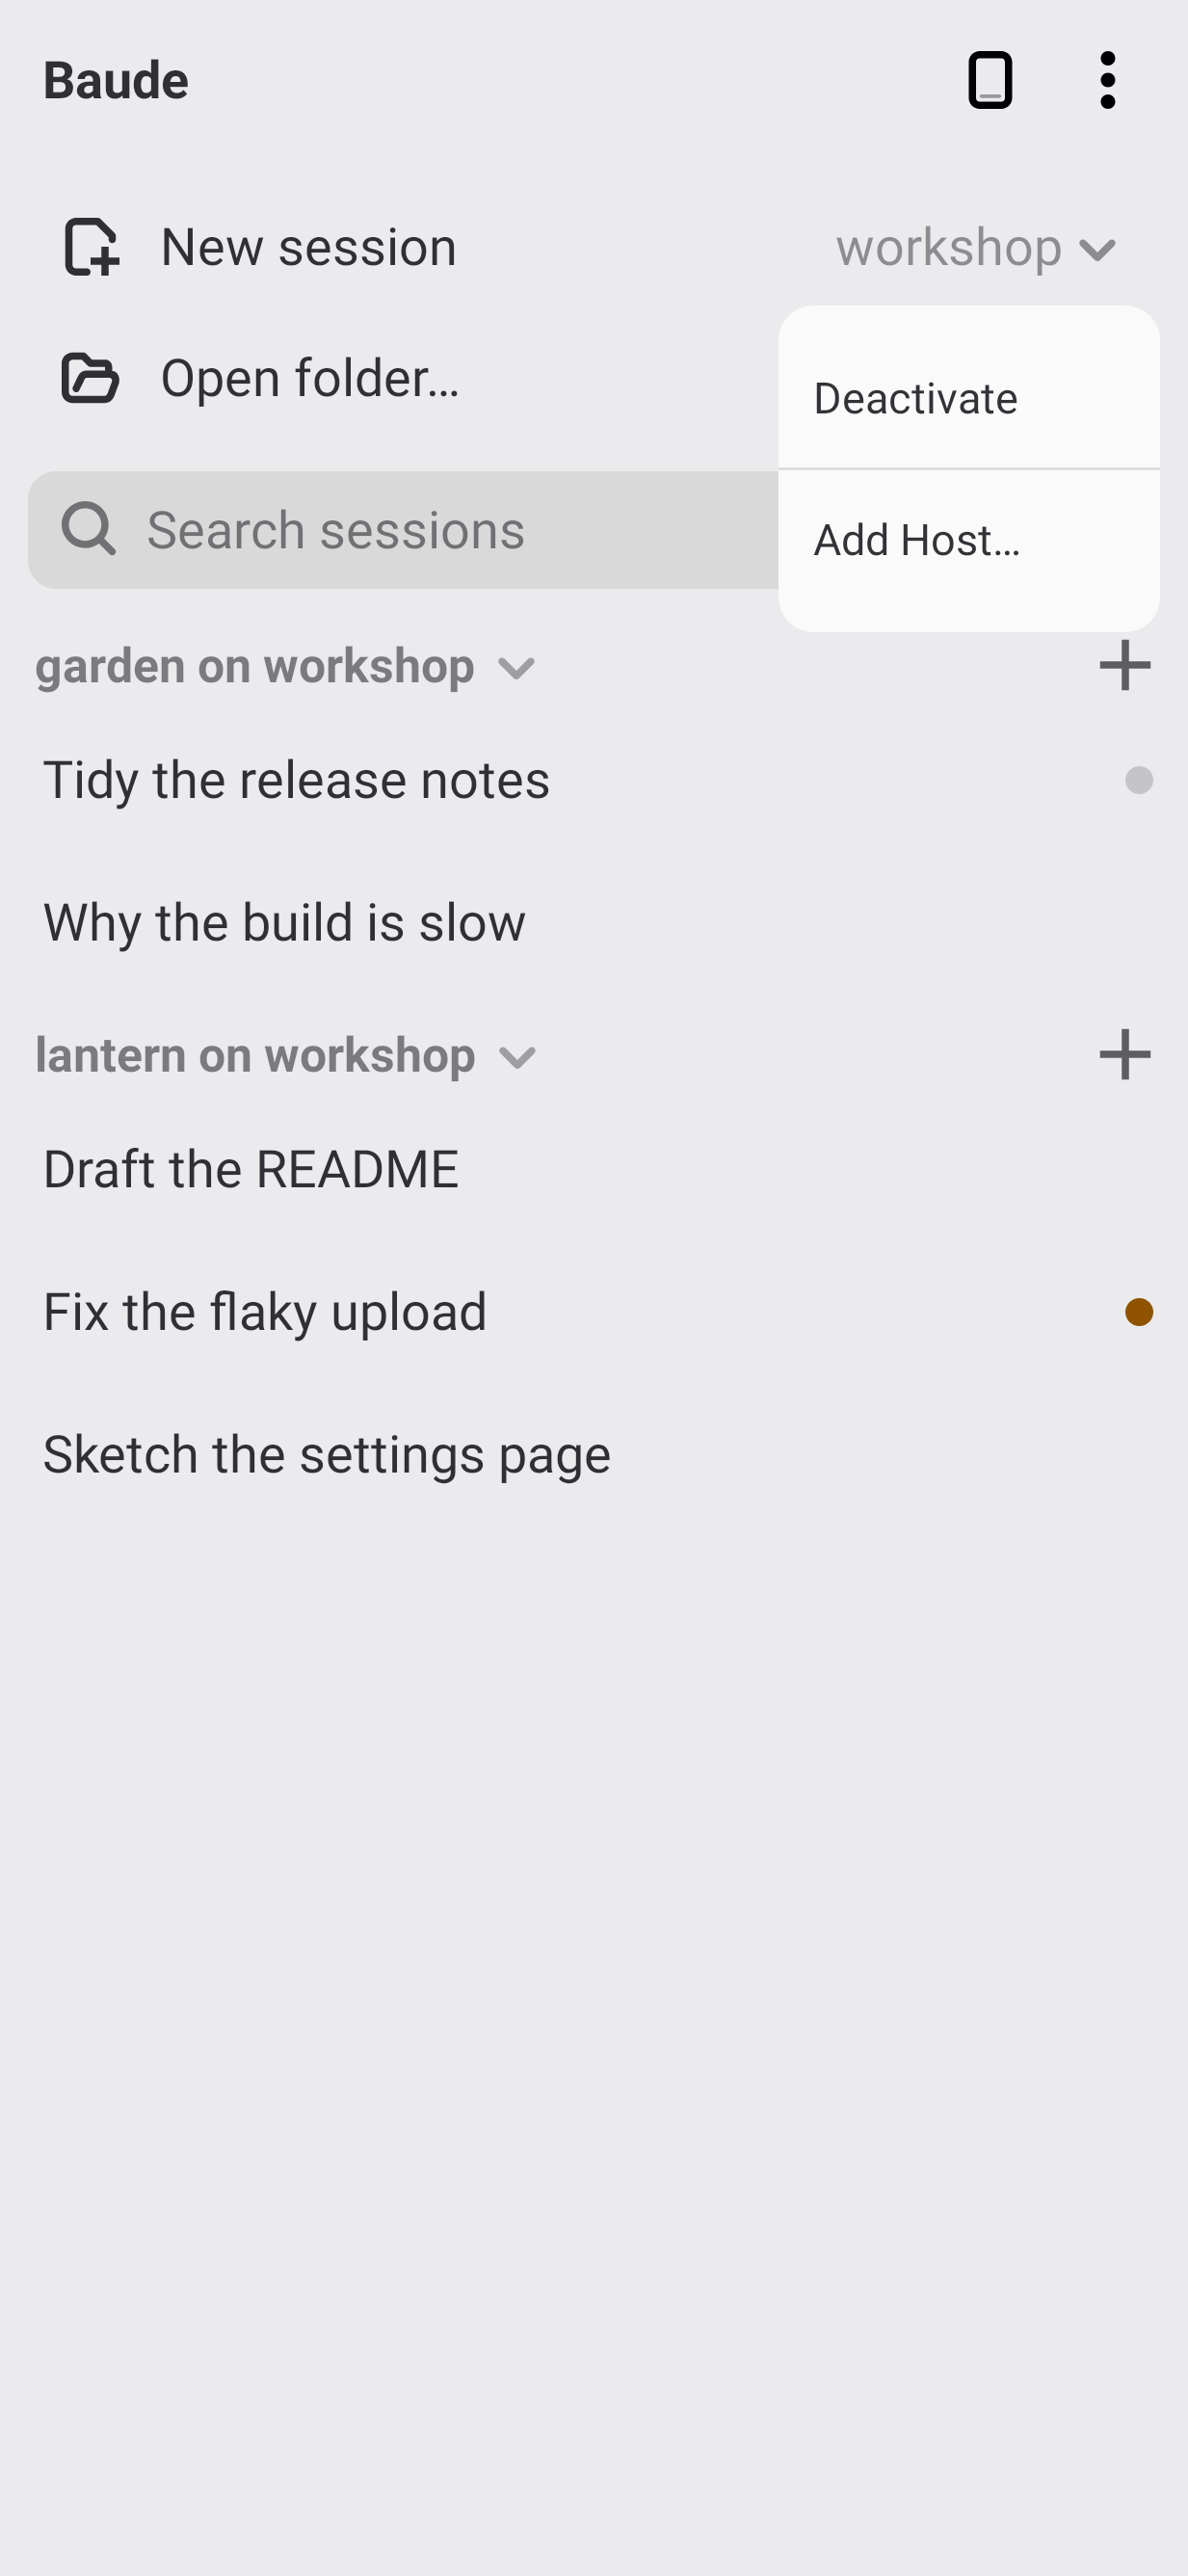 Baude
New session
workshop
Open folder…
Deactivate
Search sessions
Add Host…
garden on workshop
Tidy the release notes
Why the build is slow
lantern on workshop
Draft the README
Fix the flaky upload
Sketch the settings page